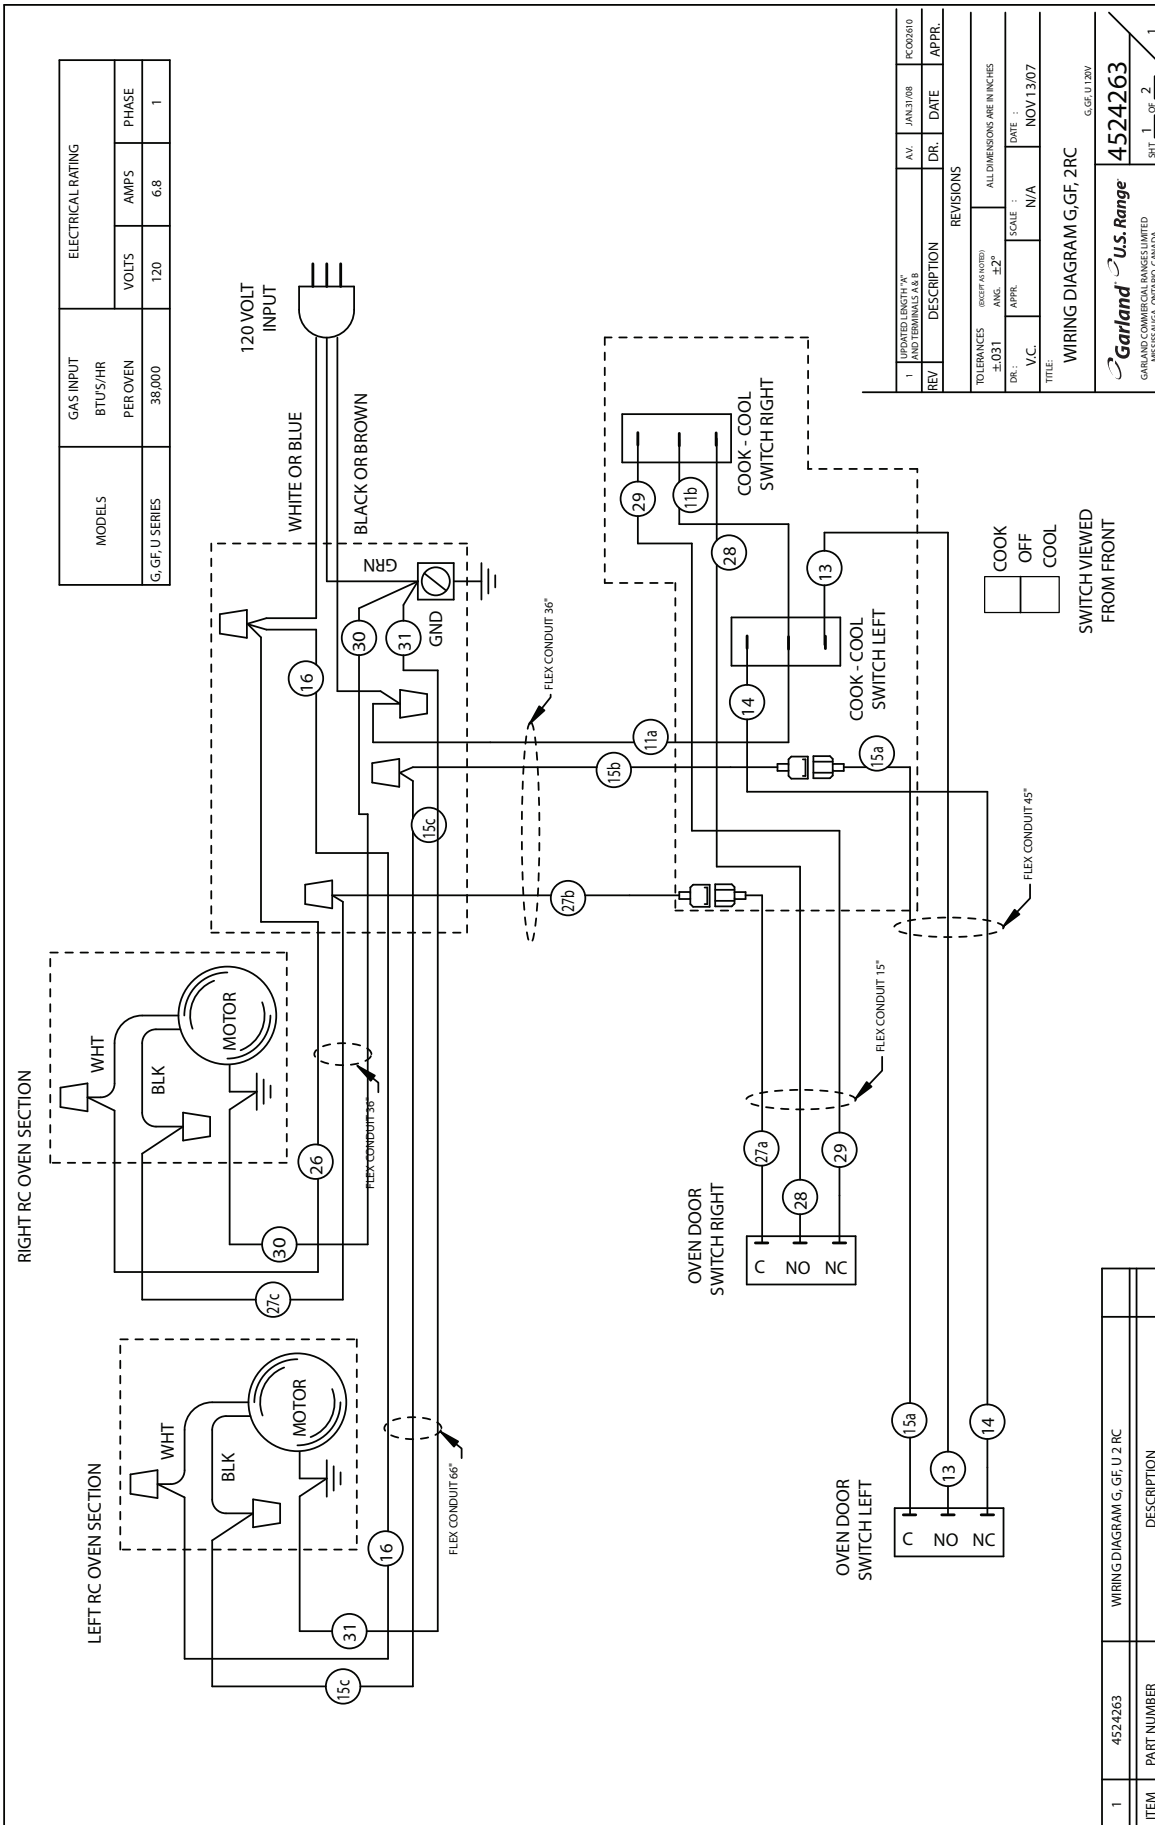 RIGHT RC OVEN SECTION
WHT
BLK
MOTOR
30
27c
26
FLEX CONDUIT 36"
LEFT RC OVEN SECTION
WHT
BLK
MOTOR
31
15c
16
FLEX CONDUIT 66"
MODELS
GAS INPUT
BTU'S/HR
PER OVEN
ELECTRICAL RATING
VOLTS
AMPS
PHASE
G, GF, U SERIES
38,000
120
6.8
1
120 VOLT
INPUT
WHITE OR BLUE
BLACK OR BROWN
GRN
GND
16
30
31
15c
FLEX CONDUIT 36"
27b
15b
11a
COOK - COOL
SWITCH RIGHT
29
11b
28
COOK - COOL
SWITCH LEFT
14
13
15a
OVEN DOOR
SWITCH RIGHT
C
NO
NC
27a
28
29
FLEX CONDUIT 15"
OVEN DOOR
SWITCH LEFT
C
NO
NC
15a
13
14
FLEX CONDUIT 45"
COOK
OFF
COOL
SWITCH VIEWED
FROM FRONT
1
UPDATED LENGTH "A"
AND TERMINALS A & B
A.V.
JAN.31/08
PCO02610
REV
DESCRIPTION
DR.
DATE
APPR.
REVISIONS
TOLERANCES
(EXCEPT AS NOTED)
±.031
ANG. ±2°
ALL DIMENSIONS ARE IN INCHES
DR.:
V.C.
APPR.
SCALE :
N/A
DATE :
NOV 13/07
TITLE:
WIRING DIAGRAM G,GF, 2RC
G, GF, U 120V
Garland U.S. Range
GARLAND COMMERCIAL RANGES LIMITED
MISSISSAUGA, ONTARIO, CANADA
4524263
SHT 1 OF 2
1
1
4524263
WIRING DIAGRAM G, GF, U 2 RC
ITEM
PART NUMBER
DESCRIPTION